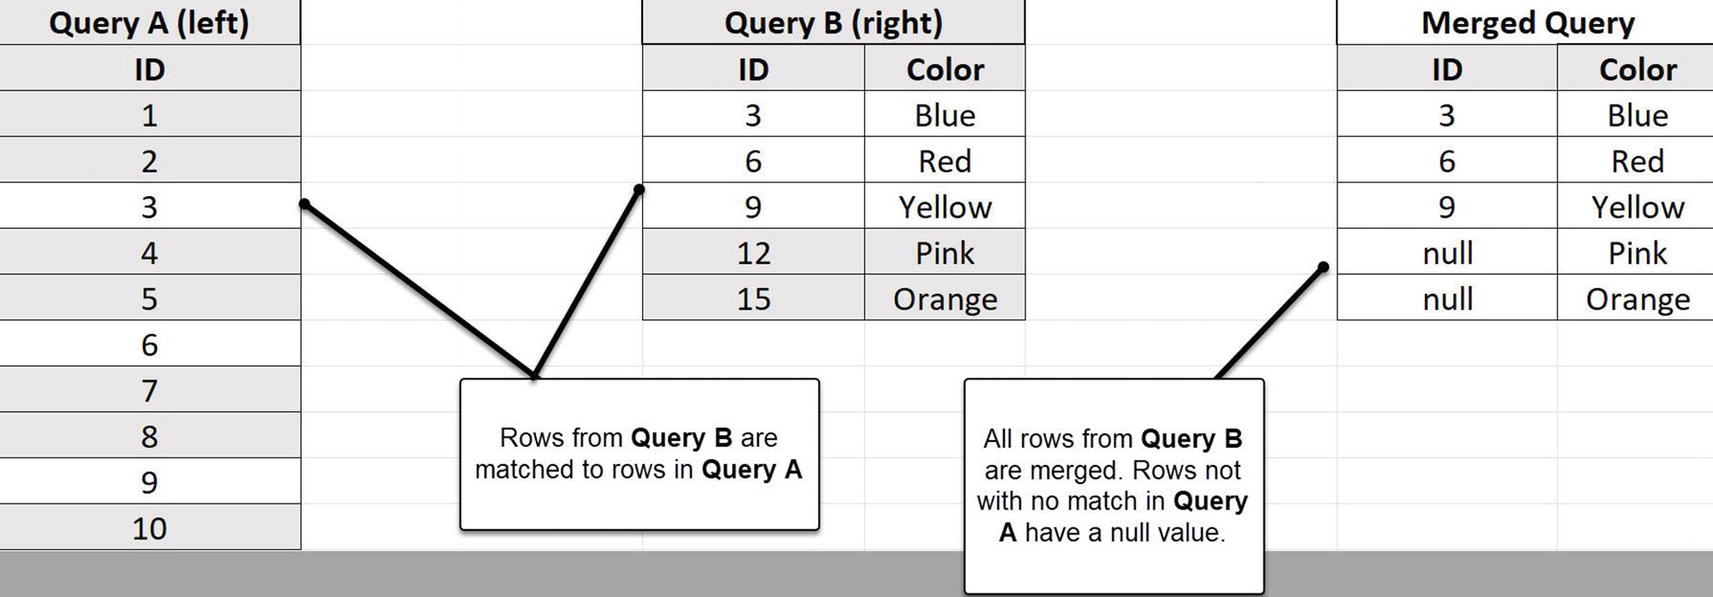 Query A (left) Query B (right) Merged Query
ID ID Color ID Color
1 3 Blue 3 Blue
2 6 Red 6 Red
3 9 Yellow 9 Yellow
4 12 Pink null Pink
5 15 Orange null Orange
6
7
8
9
10
Rows from Query B are
matched to rows in Query A
All rows from Query B
are merged. Rows not
with no match in Query
A have a null value.